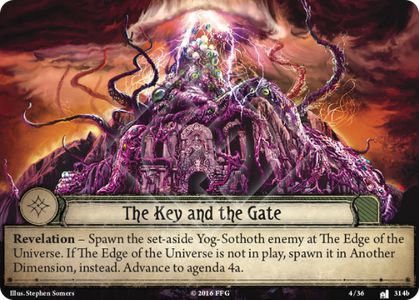 The Key and the Gate
Revelation – Spawn the set-aside Yog-Sothoth enemy at The Edge of the
Universe. If The Edge of the Universe is not in play, spawn it in Another
Dimension, instead. Advance to agenda 4a.
Illus. Stephen Somers
© 2016 FFG
4/36
314b